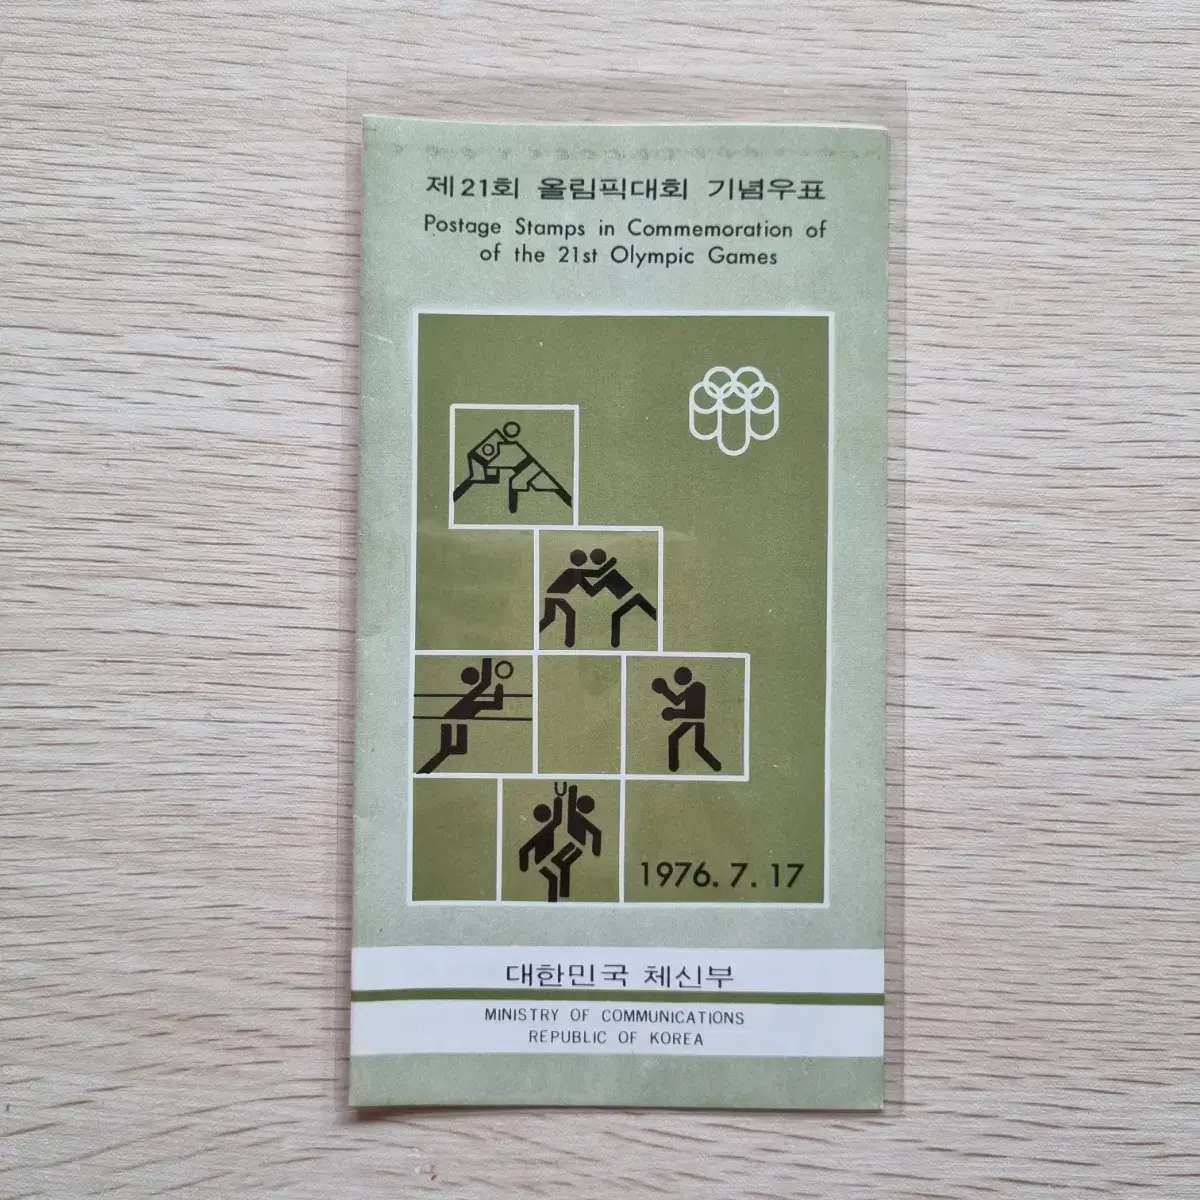 제21회 올림픽대회 기념우표
Postage Stamps in Commemoration of
of the 21st Olympic Games
1976. 7. 17
대한민국 체신부
MINISTRY OF COMMUNICATIONS
REPUBLIC OF KOREA